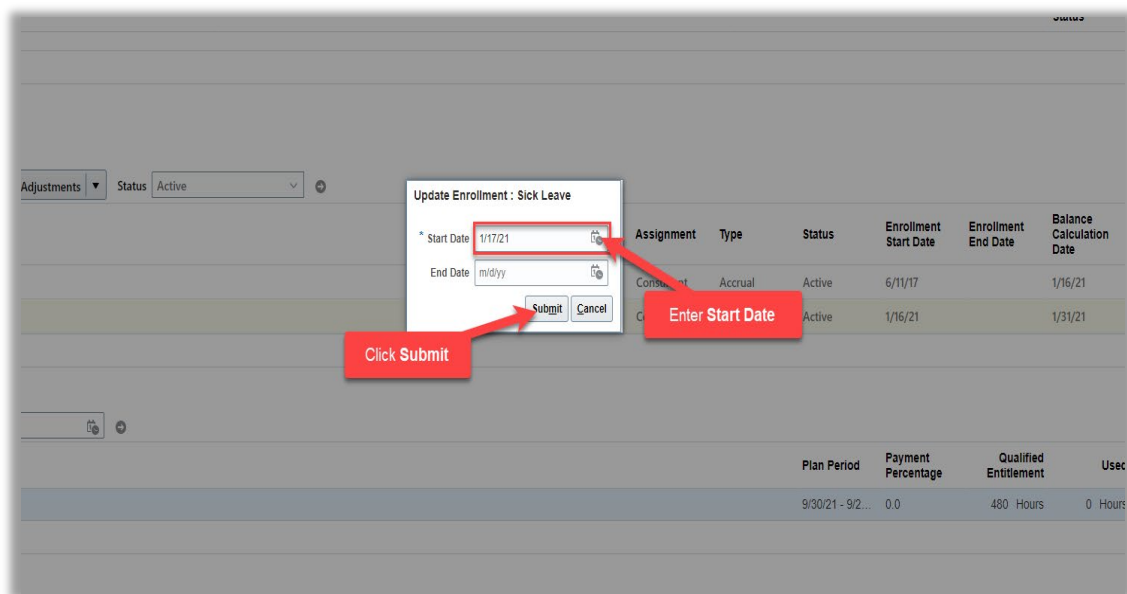 Status
Adjustments Status Active
Update Enrollment : Sick Leave
* Start Date 1/17/21
End Date m/d/yy
Submit Cancel
Enter Start Date
Click Submit
Assignment Type Status Enrollment Start Date Enrollment End Date Balance Calculation Date
Accrual Active 6/11/17 1/16/21
Active 1/16/21 1/31/21
Plan Period Payment Percentage Qualified Entitlement Used
9/30/21 - 9/2... 0.0 480 Hours 0 Hours